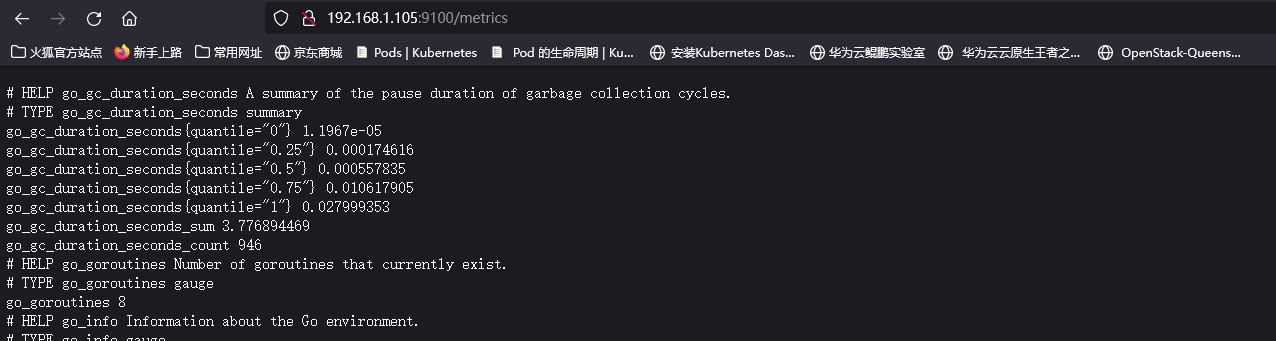 192.168.1.105:9100/metrics
火狐官方站点 新手上路 常用网址 京东商城 Pods | Kubernetes Pod 的生命周期 | Ku... 安装Kubernetes Das... 华为云鲲鹏实验室 华为云云原生王者之... OpenStack-Queens...
# HELP go_gc_duration_seconds A summary of the pause duration of garbage collection cycles.
# TYPE go_gc_duration_seconds summary
go_gc_duration_seconds{quantile="0"} 1.1967e-05
go_gc_duration_seconds{quantile="0.25"} 0.000174616
go_gc_duration_seconds{quantile="0.5"} 0.000557835
go_gc_duration_seconds{quantile="0.75"} 0.010617905
go_gc_duration_seconds{quantile="1"} 0.027999353
go_gc_duration_seconds_sum 3.776894469
go_gc_duration_seconds_count 946
# HELP go_goroutines Number of goroutines that currently exist.
# TYPE go_goroutines gauge
go_goroutines 8
# HELP go_info Information about the Go environment.
# TYPE go_info gauge